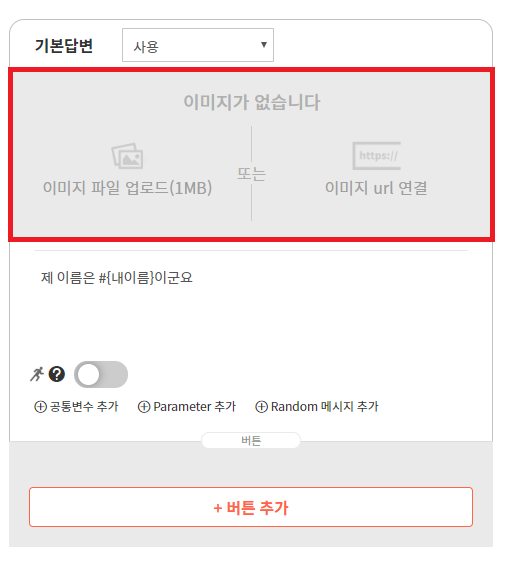 기본답변 사용
이미지가 없습니다
https://
또는
이미지 파일 업로드(1MB) 이미지 url 연결
제 이름은 #{내이름}이군요
공통변수 추가 Parameter 추가 Random 메시지 추가
버튼
+ 버튼 추가